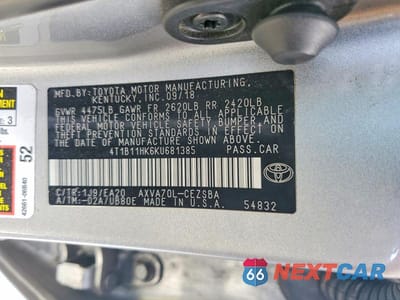 MFD.BY: TOYOTA MOTOR MANUFACTURING,
KENTUCKY, INC. 09/18
GVWR 4475LB GAWR FR 2620LB RR 2420LB
THIS VEHICLE CONFORMS TO ALL APPLICABLE
FEDERAL MOTOR VEHICLE SAFETY, BUMPER, AND
THEFT PREVENTION STANDARDS IN EFFECT ON
THE DATE OF MANUFACTURE SHOWN ABOVE.
4T1B11HK6KU681385 PASS.CAR
C/TR:1J9/EA20 AXVA70L-CEZSBA
A/TM:-02A/UB80E MADE IN U.S.A.
54832
TOYOTA
3
52
66 NEXTCAR